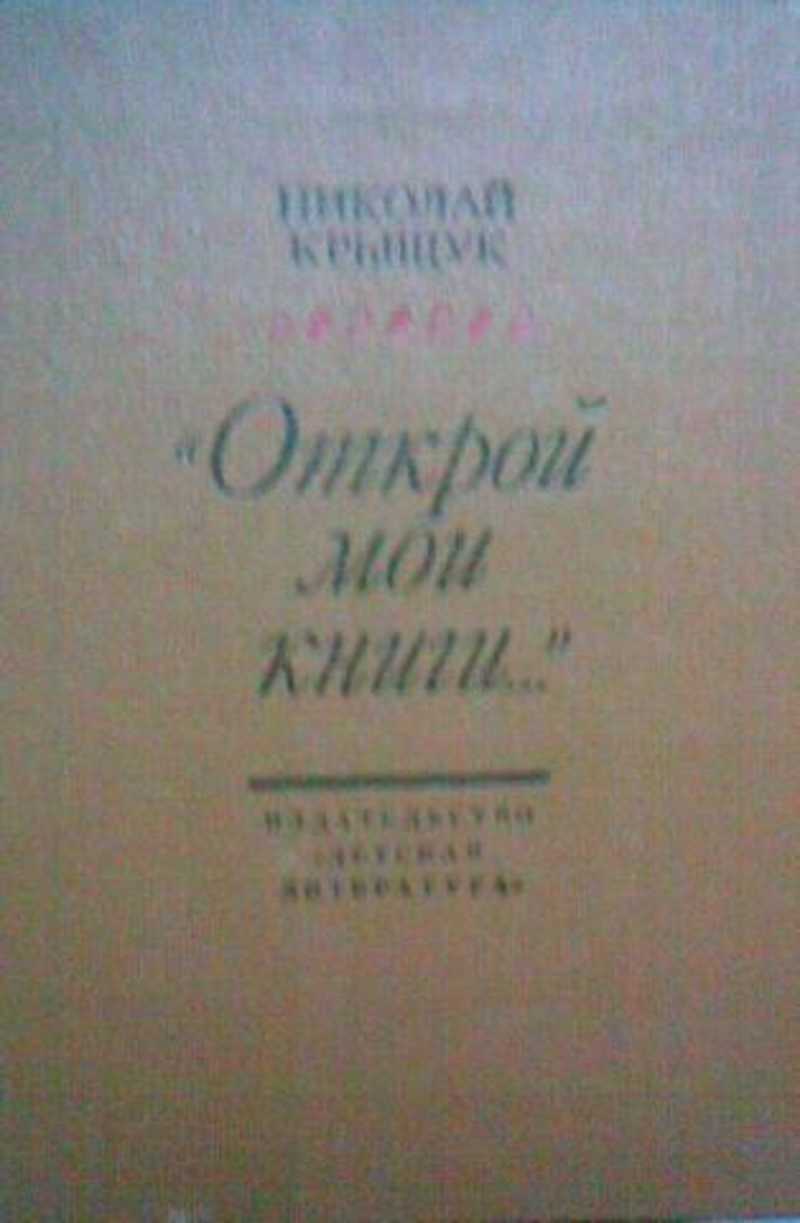 НИКОЛАЙ
КРЫЩУК
«Открой
мои
книги...»
ИЗДАТЕЛЬСТВО
«ДЕТСКАЯ
ЛИТЕРАТУРА»